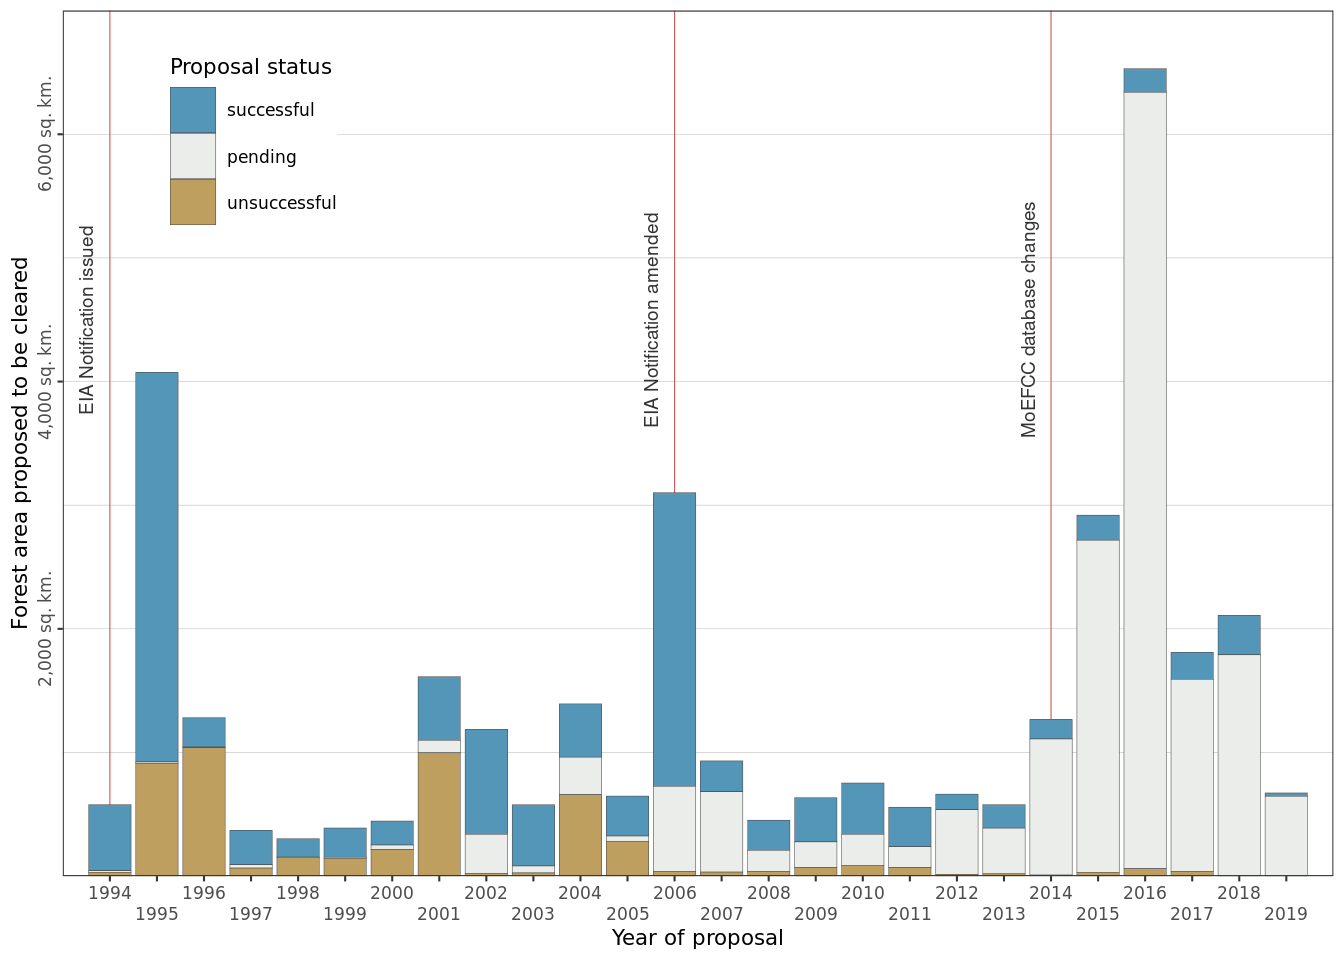 Proposal status
successful
pending
unsuccessful
EIA Notification issued
EIA Notification amended
MoEFCC database changes
Forest area proposed to be cleared
6,000 sq. km.
4,000 sq. km.
2,000 sq. km.
1994 1996 1998 2000 2002 2004 2006 2008 2010 2012 2014 2016 2018
1995 1997 1999 2001 2003 2005 2007 2009 2011 2013 2015 2017 2019
Year of proposal